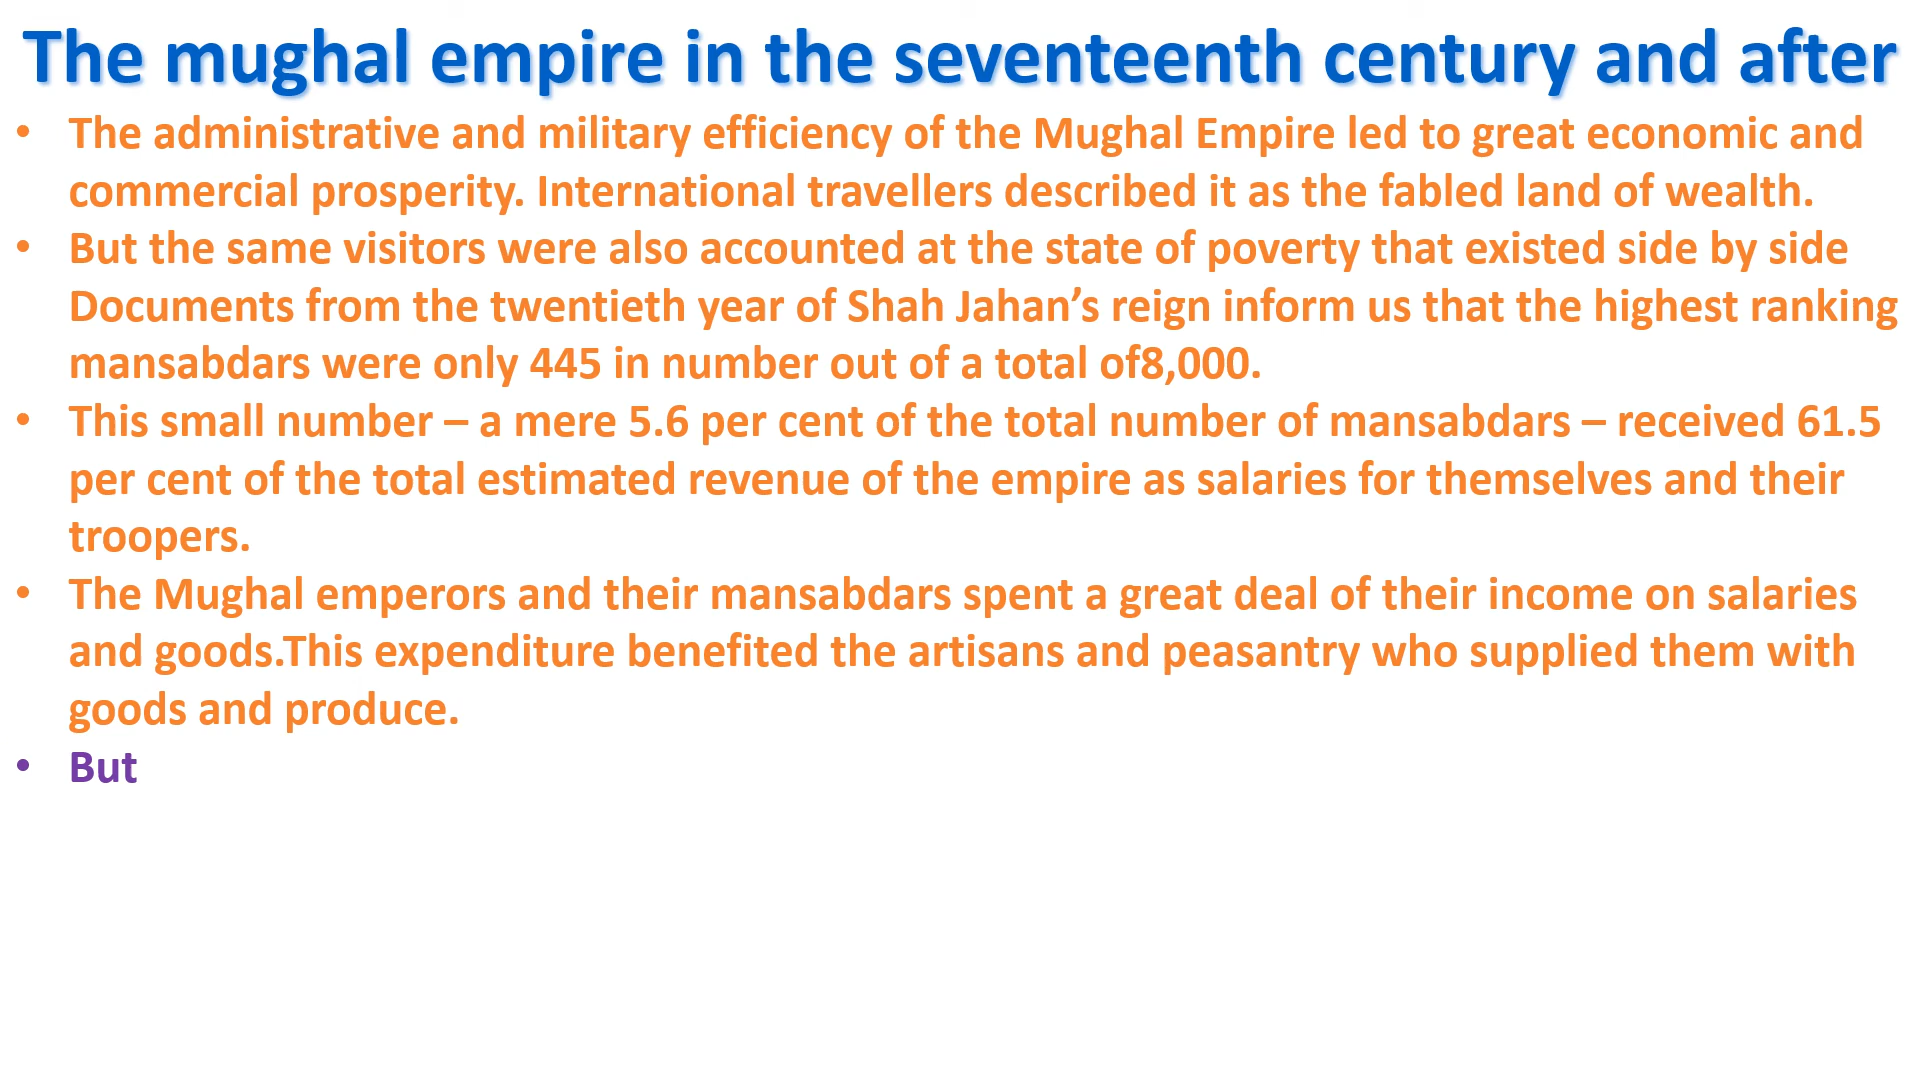 The mughal empire in the seventeenth century and after
• The administrative and military efficiency of the Mughal Empire led to great economic and
commercial prosperity. International travellers described it as the fabled land of wealth.
• But the same visitors were also accounted at the state of poverty that existed side by side
Documents from the twentieth year of Shah Jahan’s reign inform us that the highest ranking
mansabdars were only 445 in number out of a total of8,000.
• This small number – a mere 5.6 per cent of the total number of mansabdars – received 61.5
per cent of the total estimated revenue of the empire as salaries for themselves and their
troopers.
• The Mughal emperors and their mansabdars spent a great deal of their income on salaries
and goods.This expenditure benefited the artisans and peasantry who supplied them with
goods and produce.
• But